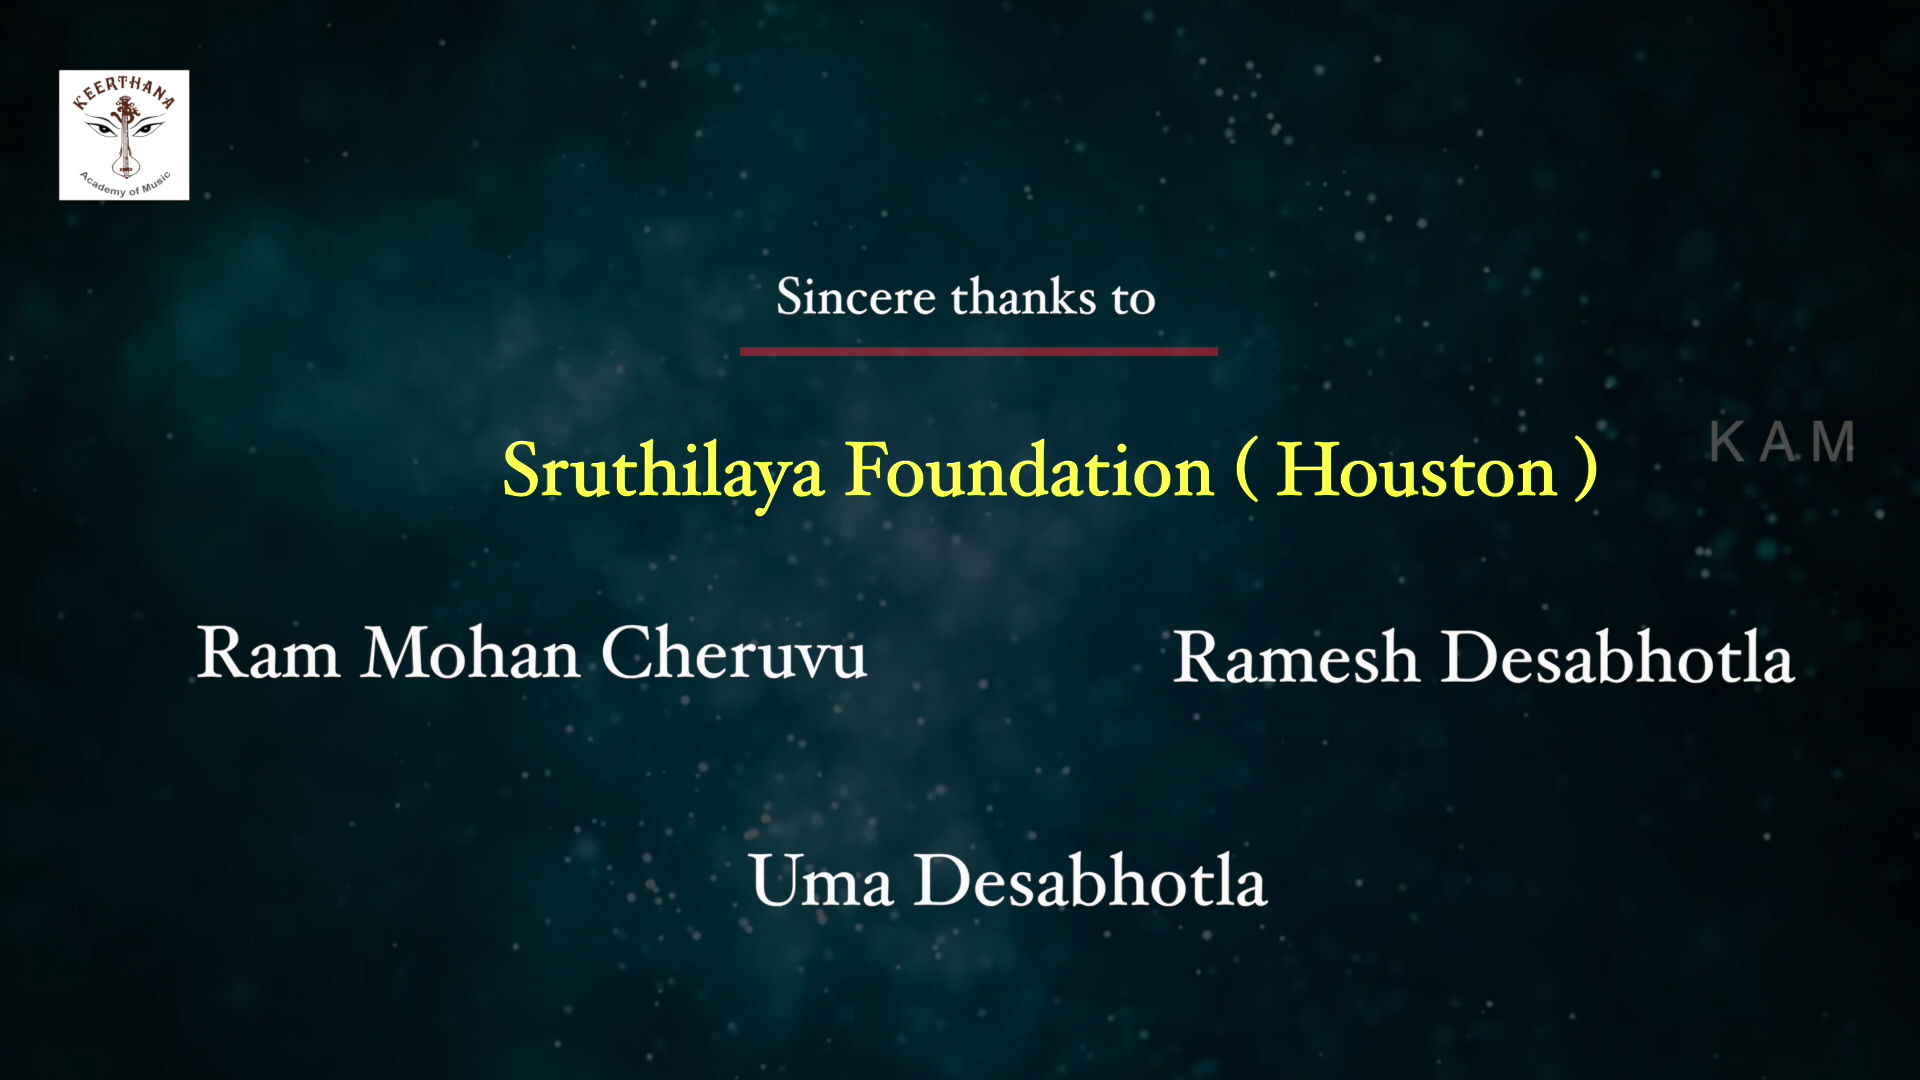 KEERTHANA
Academy of Music
Sincere thanks to
Sruthilaya Foundation ( Houston )
KAM
Ram Mohan Cheruvu
Ramesh Desabhotla
Uma Desabhotla